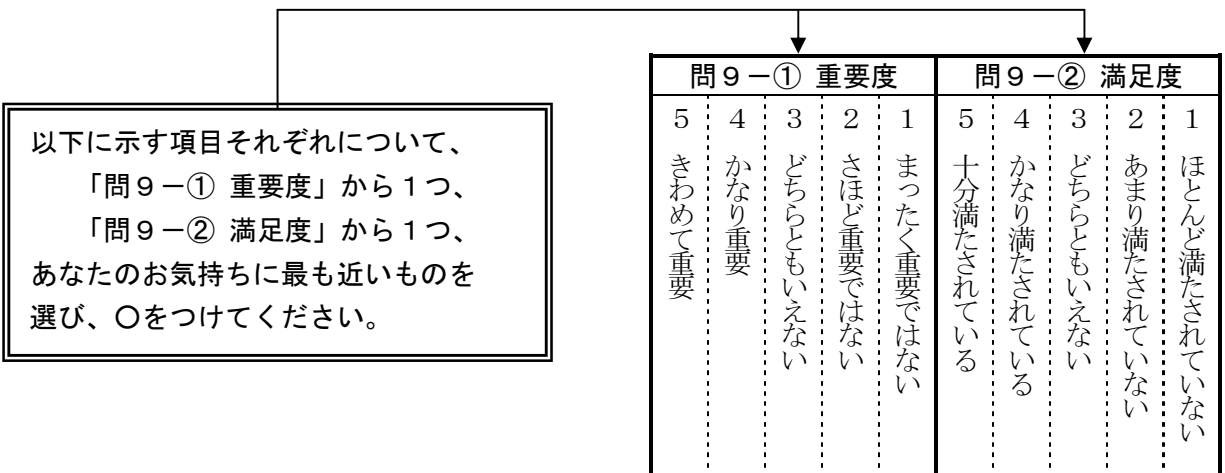 以下に示す項目それぞれについて、
「問９－① 重要度」から１つ、
「問９－② 満足度」から１つ、
あなたのお気持ちに最も近いものを
選び、〇をつけてください。
問９－① 重要度
問９－② 満足度
５ きわめて重要
４ かなり重要
３ どちらともいえない
２ さほど重要ではない
１ まったく重要ではない
５ 十分満たされている
４ かなり満たされている
３ どちらともいえない
２ あまり満たされていない
１ ほとんど満たされていない